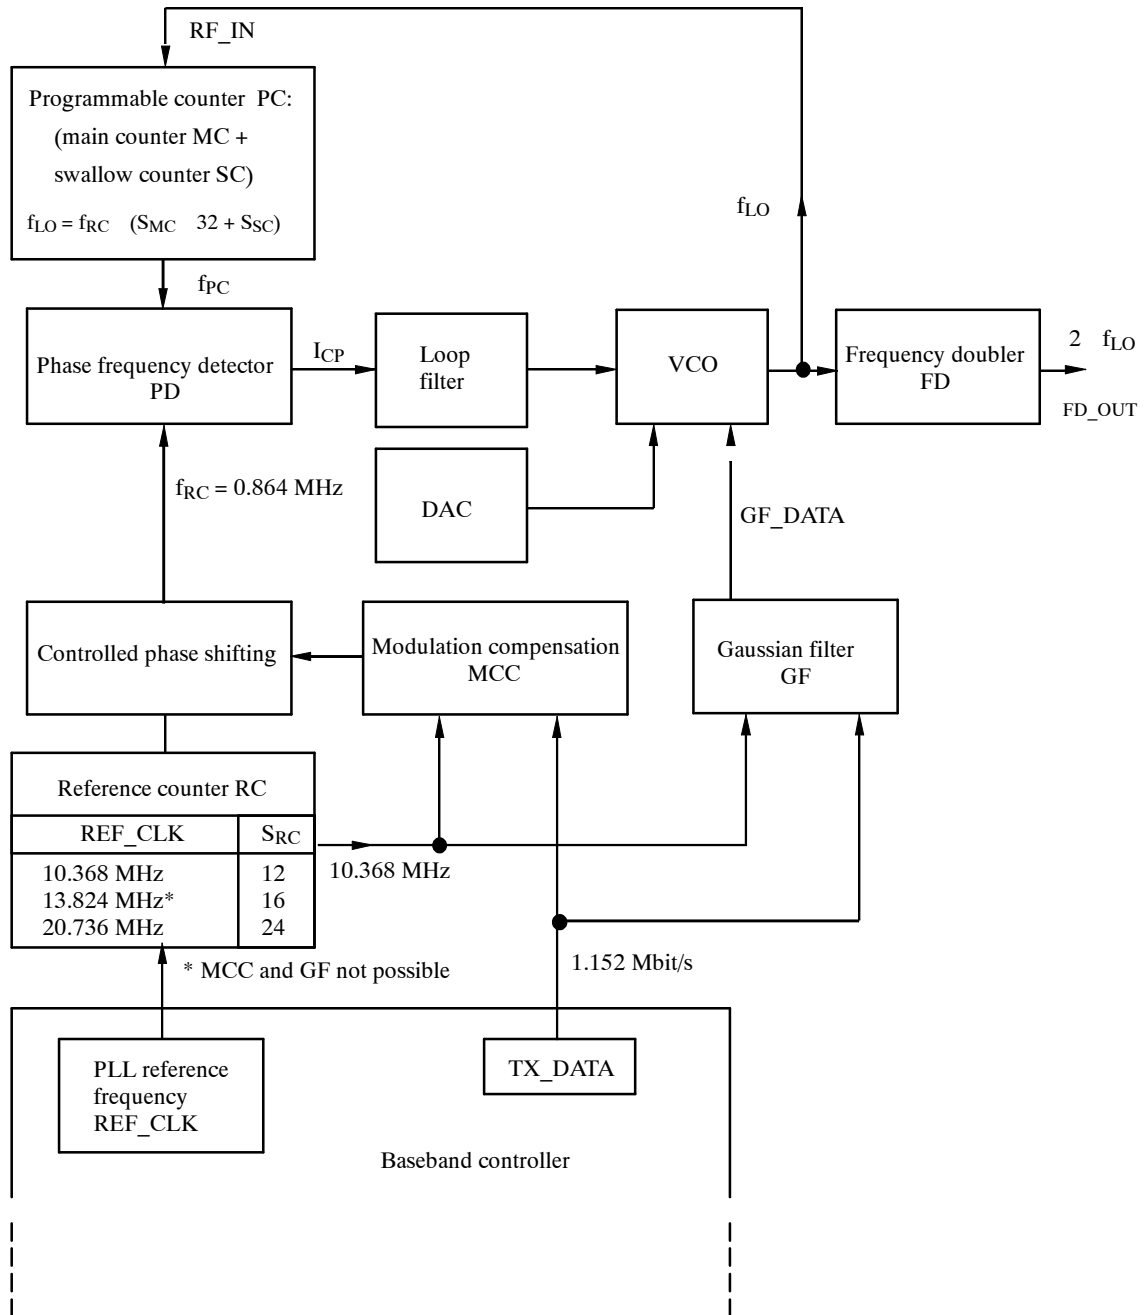 RF_IN
Programmable counter PC:
(main counter MC +
swallow counter SC)
fLO = fRC (SMC 32 + SSC)
fLO
fPC
Phase frequency detector
PD
ICP
Loop
filter
VCO
Frequency doubler
FD
2 fLO
FD_OUT
fRC = 0.864 MHz
DAC
GF_DATA
Controlled phase shifting
Modulation compensation
MCC
Gaussian filter
GF
Reference counter RC
REF_CLK SRC
10.368 MHz 12
13.824 MHz* 16
20.736 MHz 24
10.368 MHz
* MCC and GF not possible
1.152 Mbit/s
PLL reference
frequency
REF_CLK
TX_DATA
Baseband controller